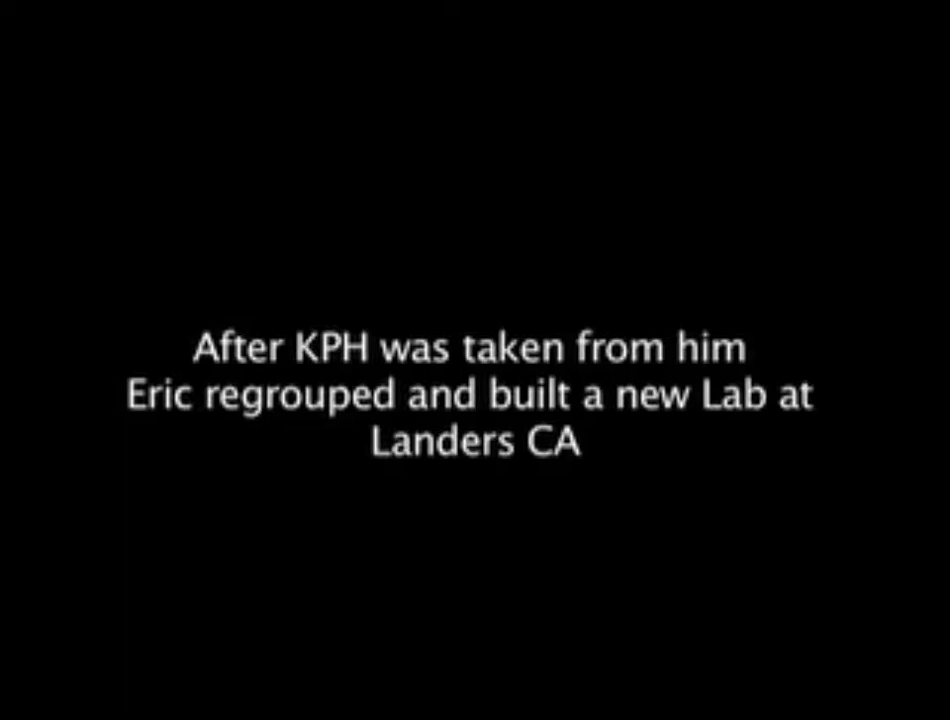 After KPH was taken from him
Eric regrouped and built a new Lab at
Landers CA